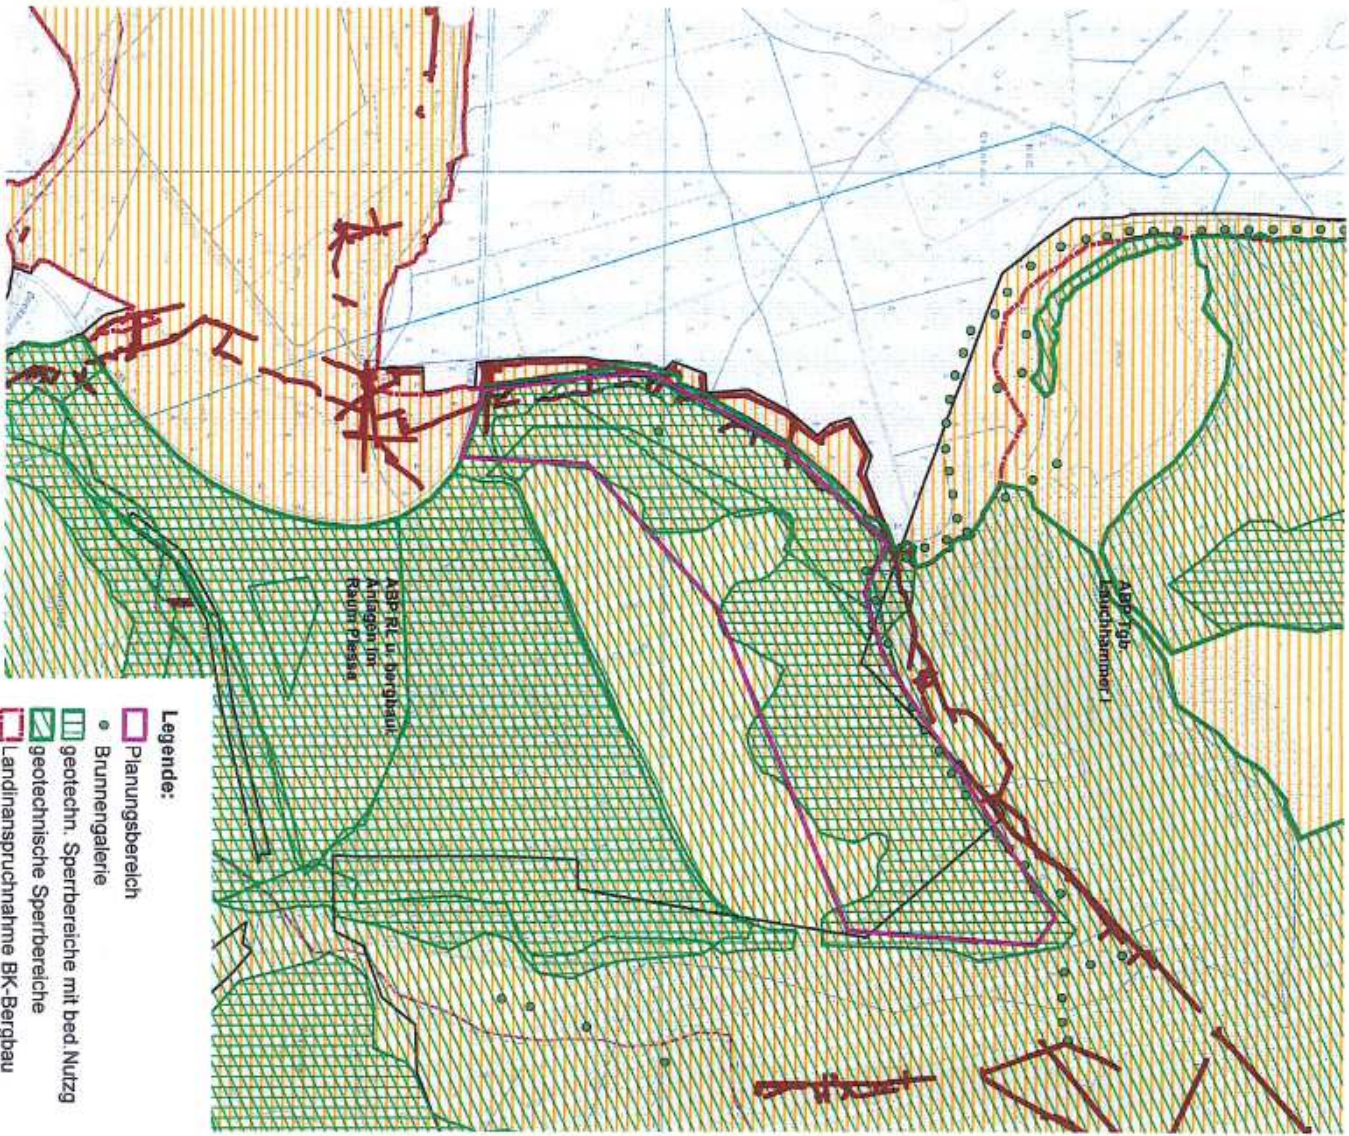 ABP Tgb.
Lauchhammer I
ABP RL u. bergbaul.
Anlagen im
Raum Plessa
Legende:
Planungsbereich
Brunnengalerie
geotechn. Sperrbereiche mit bed.Nutzg
geotechnische Sperrbereiche
Landinanspruchnahme BK-Bergbau